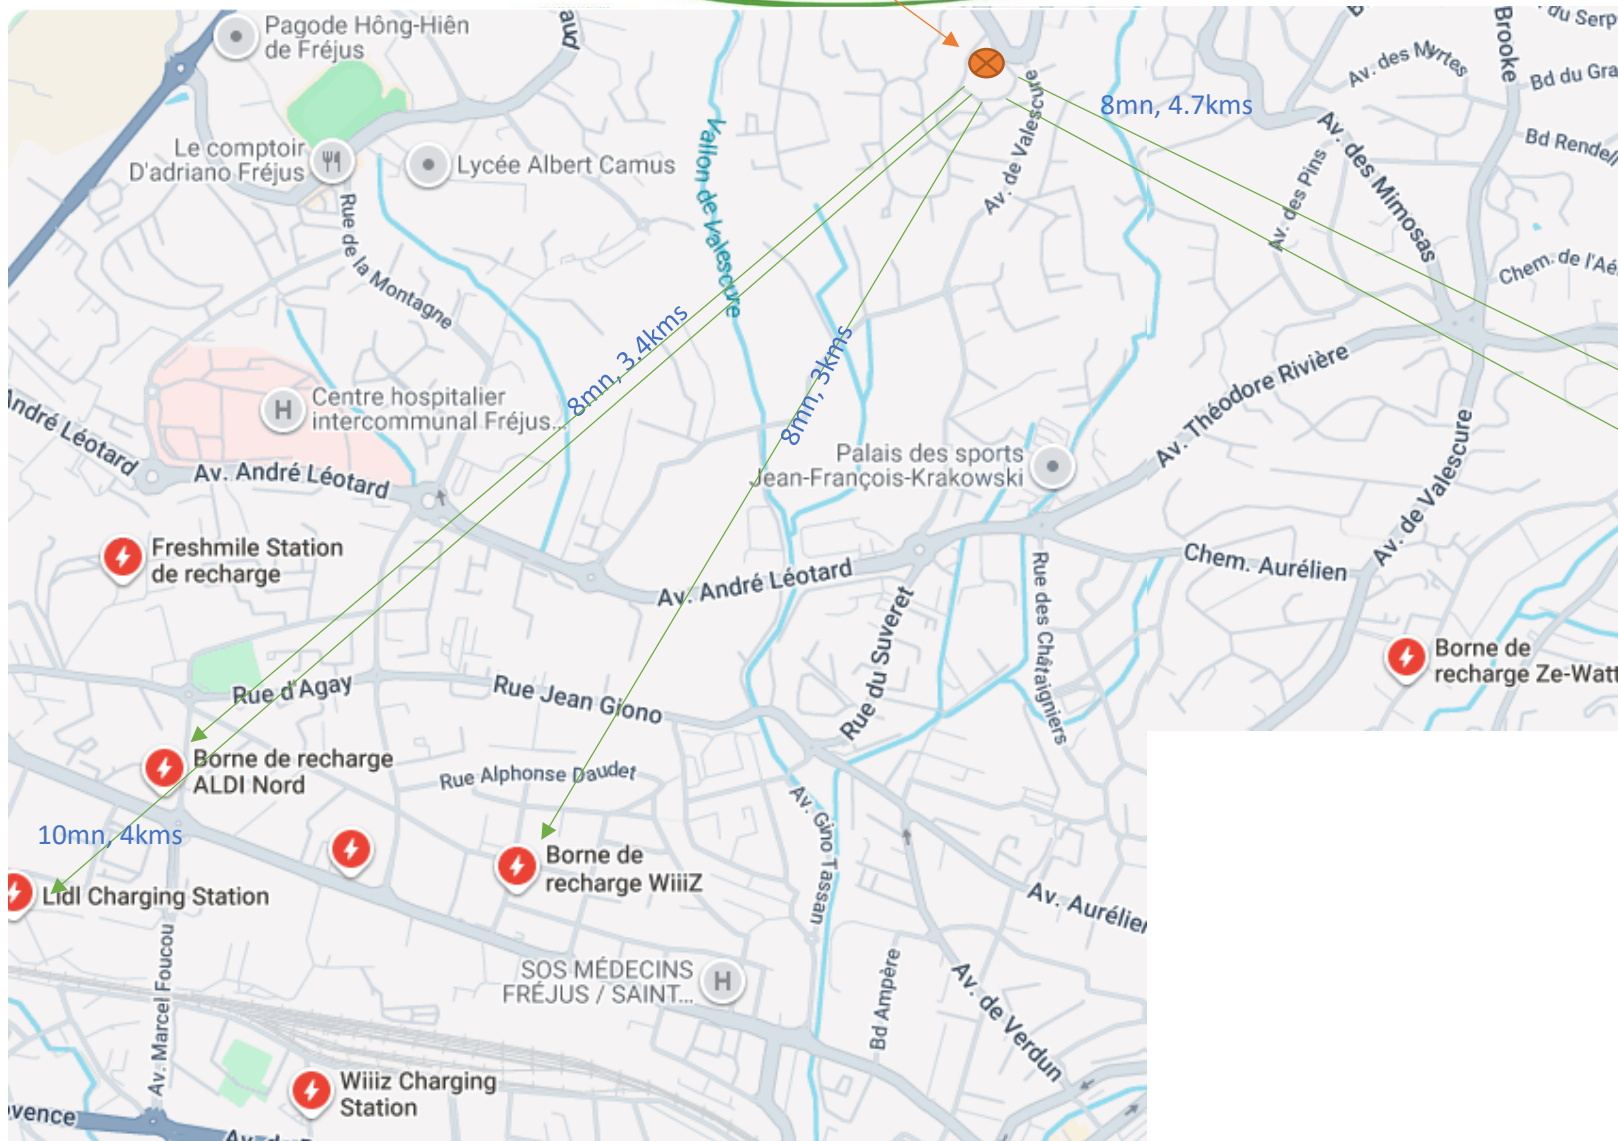 Pagode Hông-Hiên
de Fréjus
aud
Le comptoir
D'adriano Fréjus
Lycée Albert Camus
Vallon de Valescure
Rue de la Montagne
8mn, 4.7kms
Av. de Valescure
Av. des Myrtes
Brooke
du Serp
Bd du Gra
Bd Rendell
Av. des Mimosas
Av. des Pins
Chem. de l'Aé
8mn, 3.4kms
8mn, 3kms
Centre hospitalier
intercommunal Fréjus...
André Léotard
Av. André Léotard
Palais des sports
Jean-François-Krakowski
Av. Théodore Rivière
Av. de Valescure
Freshmile Station
de recharge
Av. André Léotard
Chem. Aurélien
Rue des Châtaigniers
Rue du Suveret
Borne de
recharge Ze-Watt
Rue d'Agay
Rue Jean Giono
Borne de recharge
ALDI Nord
Rue Alphonse Daudet
10mn, 4kms
Av. Gino Tassan
Borne de
recharge WiiiZ
Lidl Charging Station
Av. Aurélien
Av. Marcel Foucou
SOS MÉDECINS
FRÉJUS / SAINT...
Bd Ampère
Av. de Verdun
Wiiiz Charging
Station
ovence